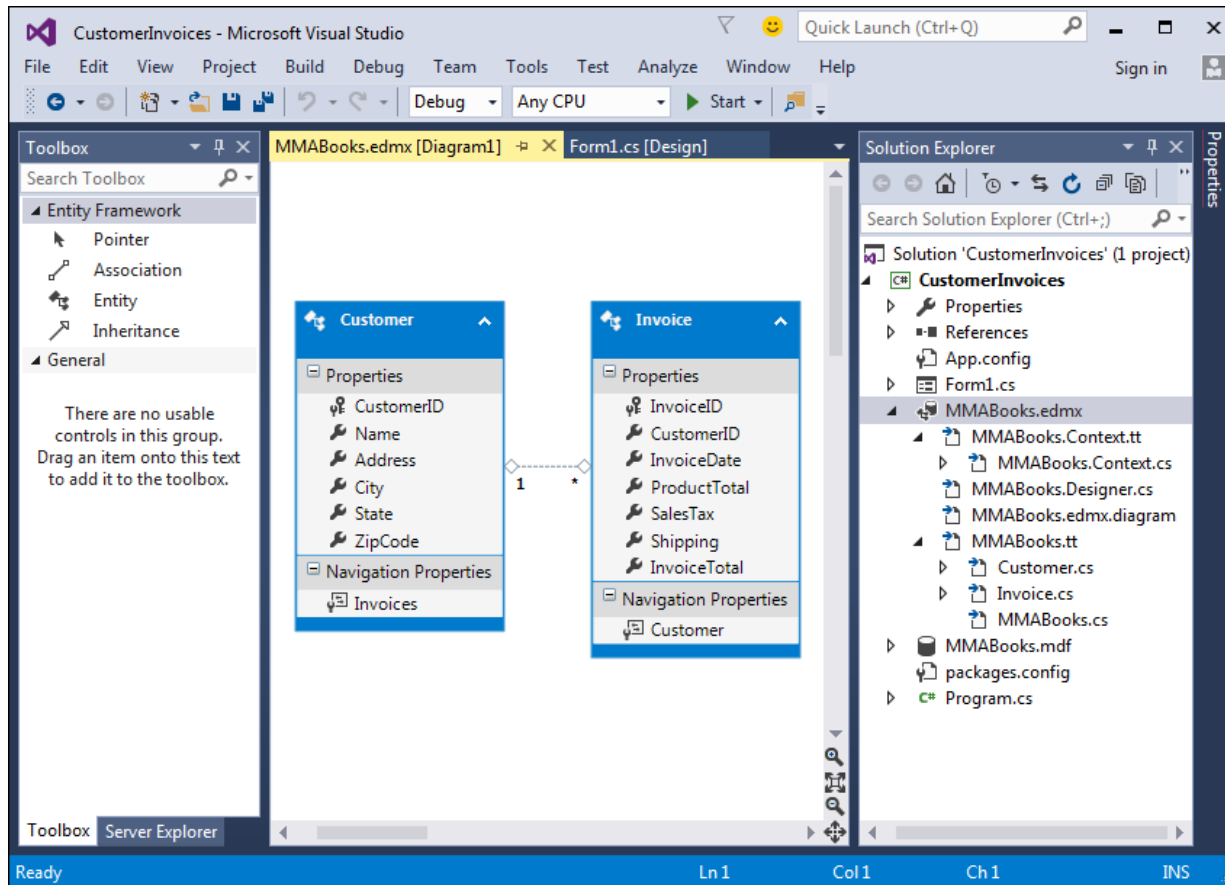 CustomerInvoices - Microsoft Visual Studio
Quick Launch (Ctrl+Q)
File Edit View Project Build Debug Team Tools Test Analyze Window Help
Sign in
Debug Any CPU Start
Toolbox
Search Toolbox
Entity Framework
Pointer
Association
Entity
Inheritance
General
There are no usable
controls in this group.
Drag an item onto this text
to add it to the toolbox.
Toolbox Server Explorer
MMABooks.edmx [Diagram1] Form1.cs [Design]
Customer
Properties
CustomerID
Name
Address
City
State
ZipCode
Navigation Properties
Invoices
1 *
Invoice
Properties
InvoiceID
CustomerID
InvoiceDate
ProductTotal
SalesTax
Shipping
InvoiceTotal
Navigation Properties
Customer
Solution Explorer
Search Solution Explorer (Ctrl+;)
Solution 'CustomerInvoices' (1 project)
C# CustomerInvoices
Properties
References
App.config
Form1.cs
MMABooks.edmx
MMABooks.Context.tt
MMABooks.Context.cs
MMABooks.Designer.cs
MMABooks.edmx.diagram
MMABooks.tt
Customer.cs
Invoice.cs
MMABooks.cs
MMABooks.mdf
packages.config
C# Program.cs
Properties
Ready Ln 1 Col 1 Ch 1 INS